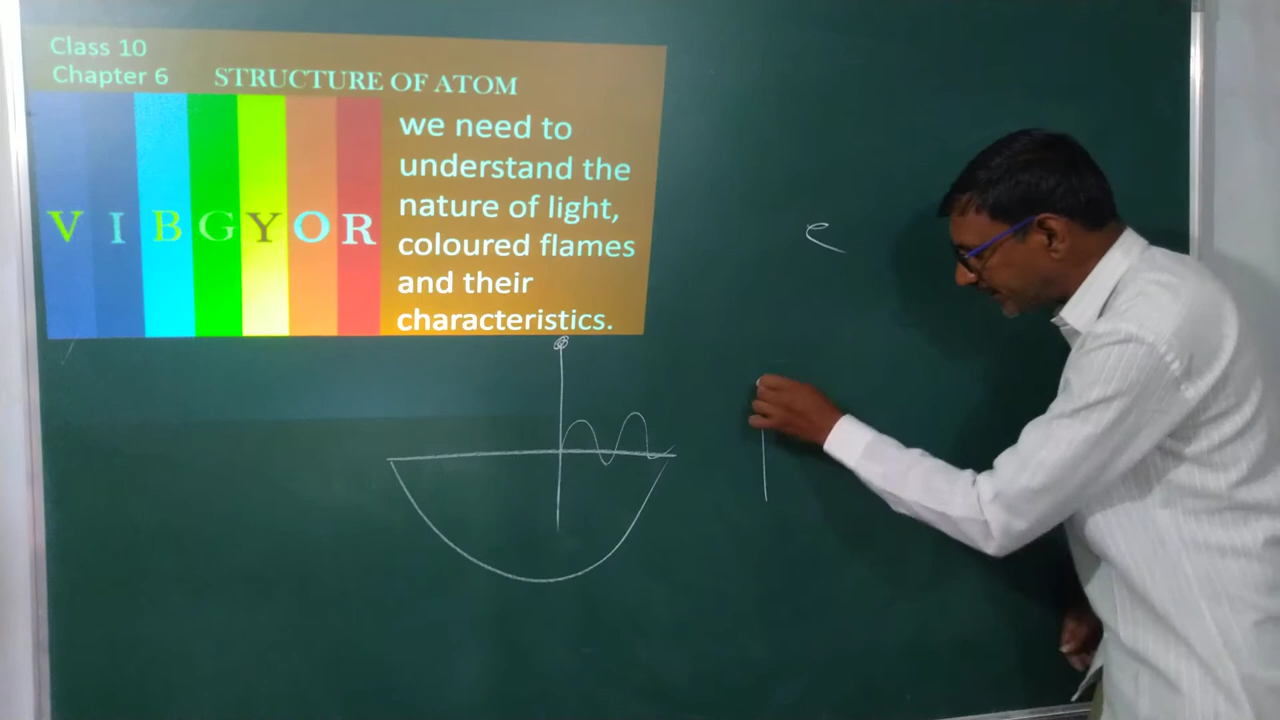 Class 10
Chapter 6 STRUCTURE OF ATOM
we need to
understand the
nature of light,
coloured flames
and their
characteristics.
V I B G Y O R
e